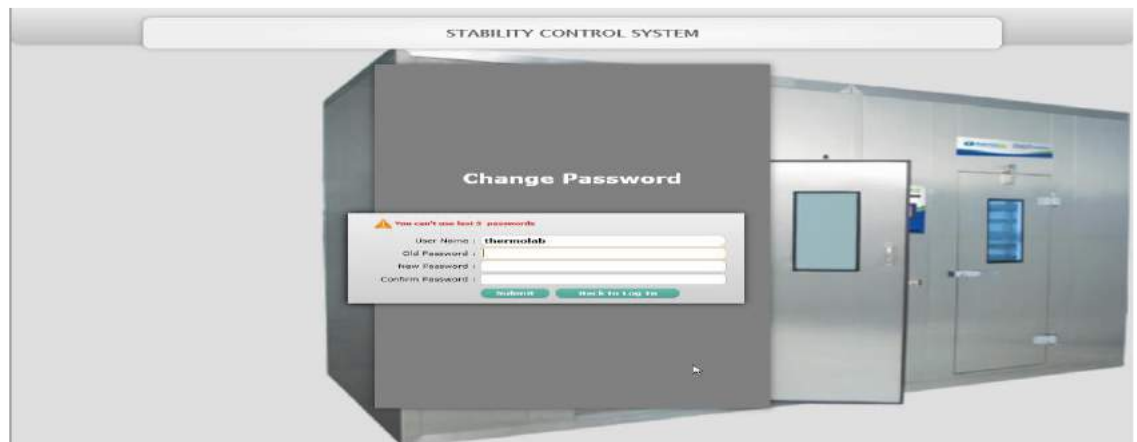 STABILITY CONTROL SYSTEM
Change Password
You can't use last 5 passwords
User Name : thermolab
Old Password :
New Password :
Confirm Password :
Submit Back to Log In